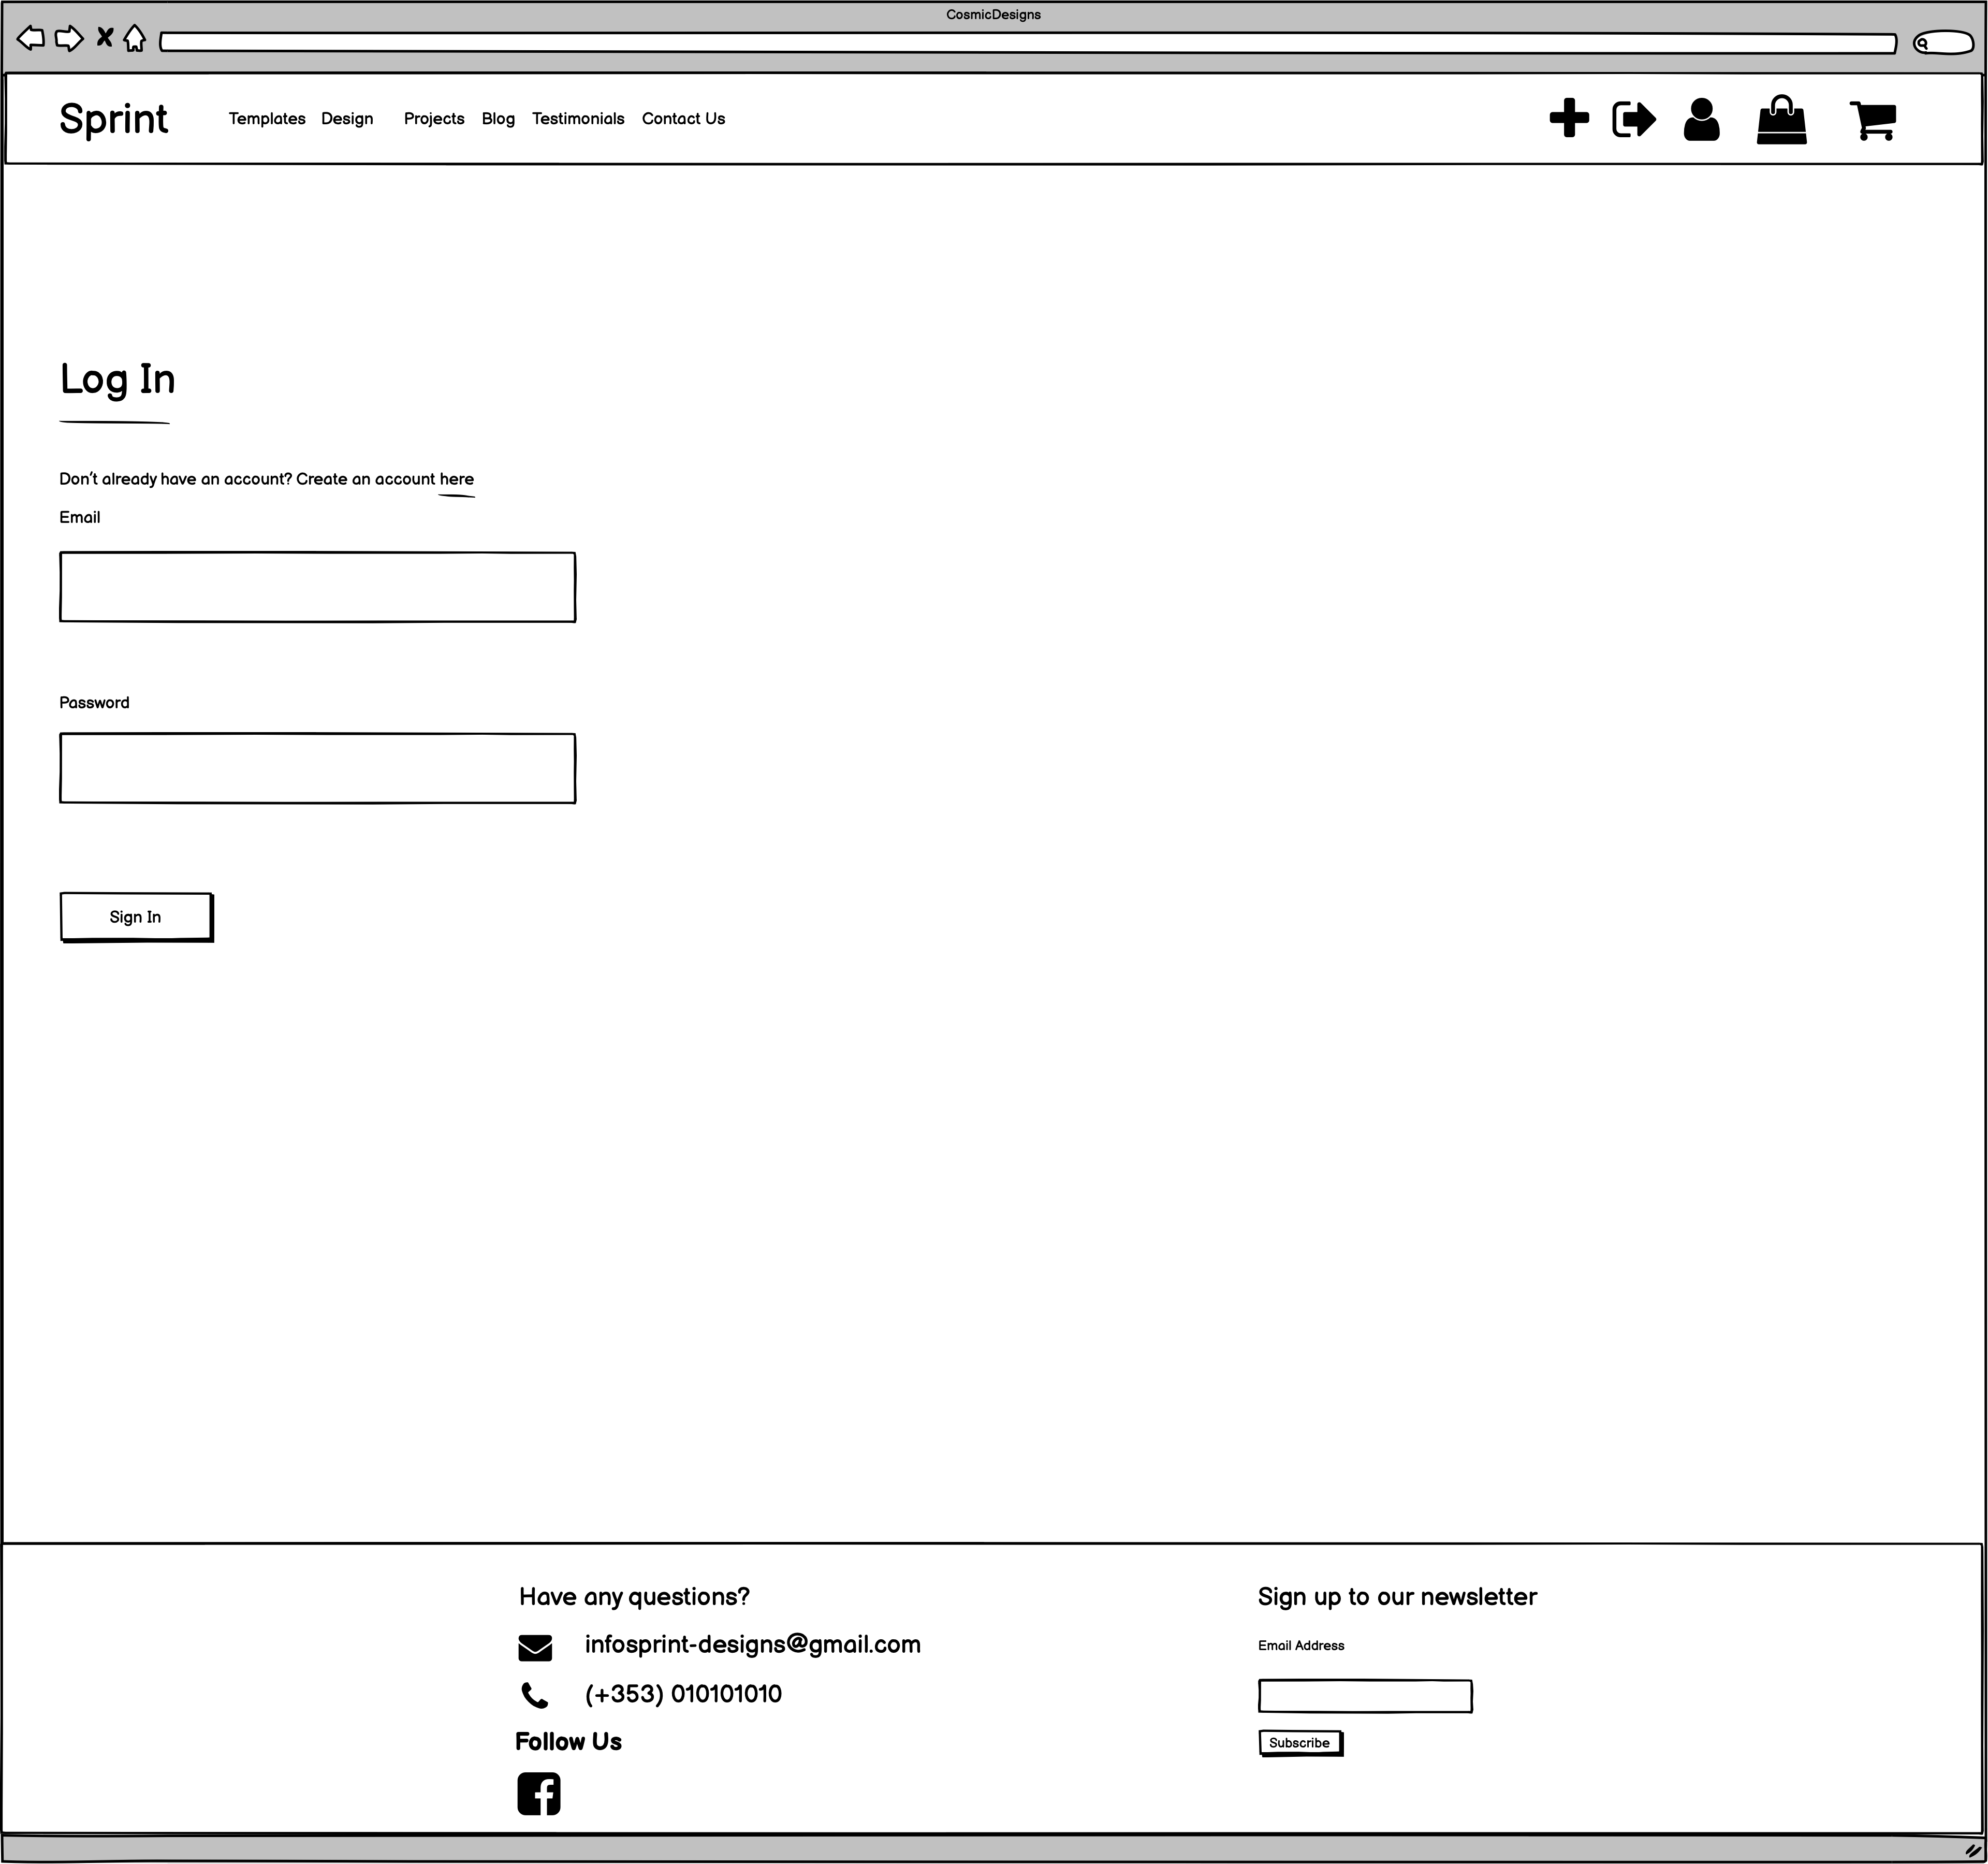 CosmicDesigns
Sprint Templates Design Projects Blog Testimonials Contact Us
Log In
Don't already have an account? Create an account here
Email
Password
Sign In
Have any questions?
infosprint-designs@gmail.com
(+353) 010101010
Follow Us
Sign up to our newsletter
Email Address
Subscribe